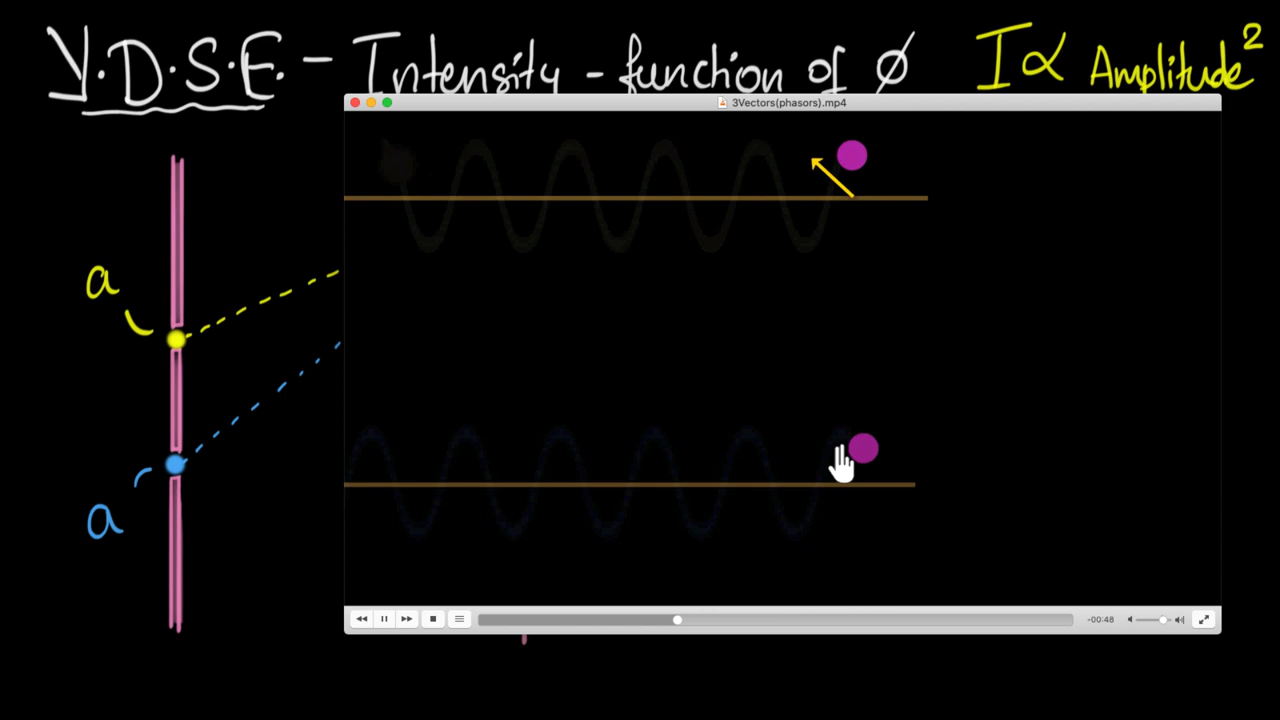 Y.D.S.E. - Intensity - function of ϕ I ∝ Amplitude²
3Vectors(phasors).mp4
a
a
-00:48